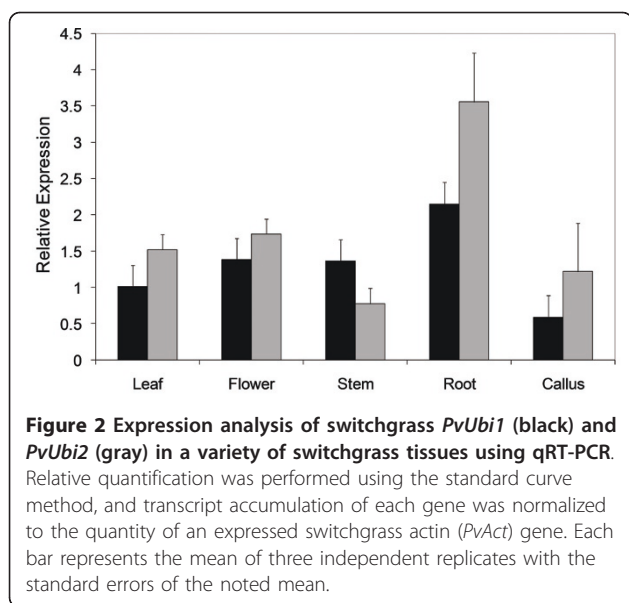 4.5
4
3.5
3
2.5
2
1.5
1
0.5
0
Relative Expression
Leaf Flower Stem Root Callus
Figure 2 Expression analysis of switchgrass PvUbi1 (black) and
PvUbi2 (gray) in a variety of switchgrass tissues using qRT-PCR.
Relative quantification was performed using the standard curve
method, and transcript accumulation of each gene was normalized
to the quantity of an expressed switchgrass actin (PvAct) gene. Each
bar represents the mean of three independent replicates with the
standard errors of the noted mean.